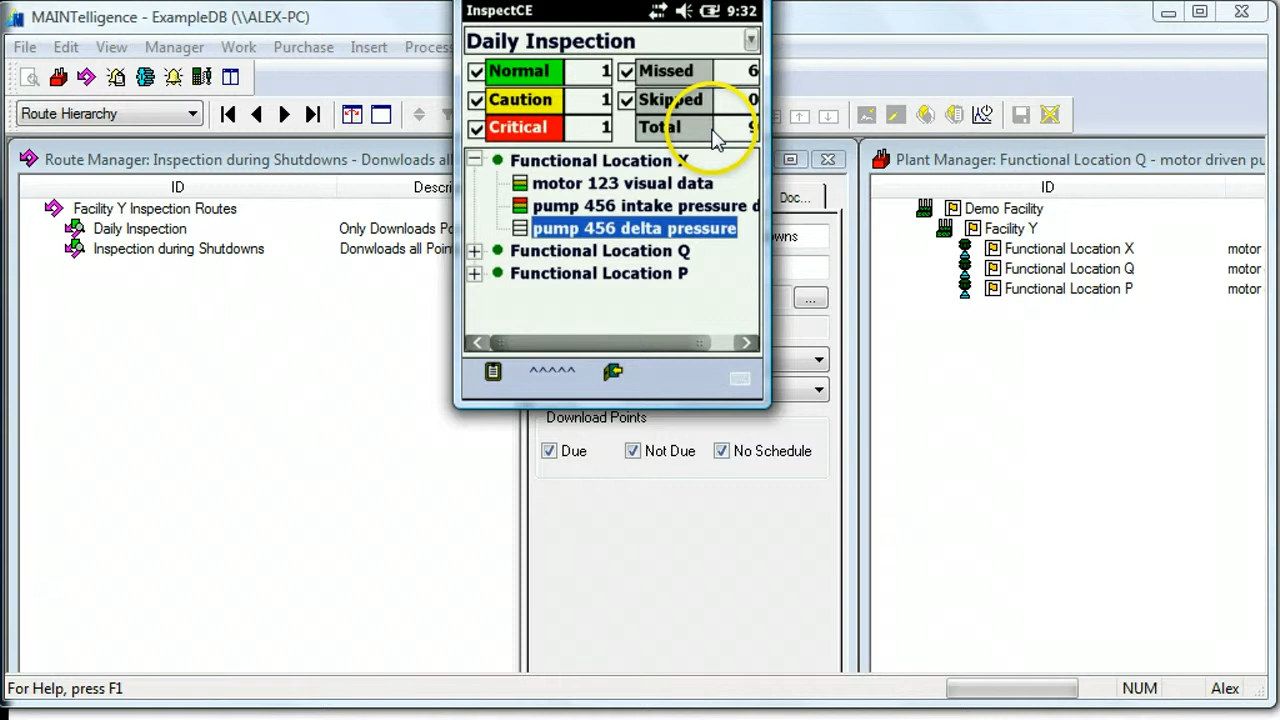 MAINTelligence - ExampleDB (\\ALEX-PC)
File Edit View Manager Work Purchase Insert Process
Route Hierarchy
InspectCE 9:32
Daily Inspection
Normal 1 Missed 6
Caution 1 Skipped 0
Critical 1 Total 9
Functional Location X
motor 123 visual data
pump 456 intake pressure d
pump 456 delta pressure
Functional Location Q
Functional Location P
^^^^^
Route Manager: Inspection during Shutdowns - Donwloads all
ID Descri
Facility Y Inspection Routes
Daily Inspection Only Downloads Po
Inspection during Shutdowns Donwloads all Poin
Doc...
wns
...
Download Points
Due Not Due No Schedule
Plant Manager: Functional Location Q - motor driven pu
ID
Demo Facility
Facility Y
Functional Location X motor
Functional Location Q motor
Functional Location P motor
For Help, press F1 NUM Alex